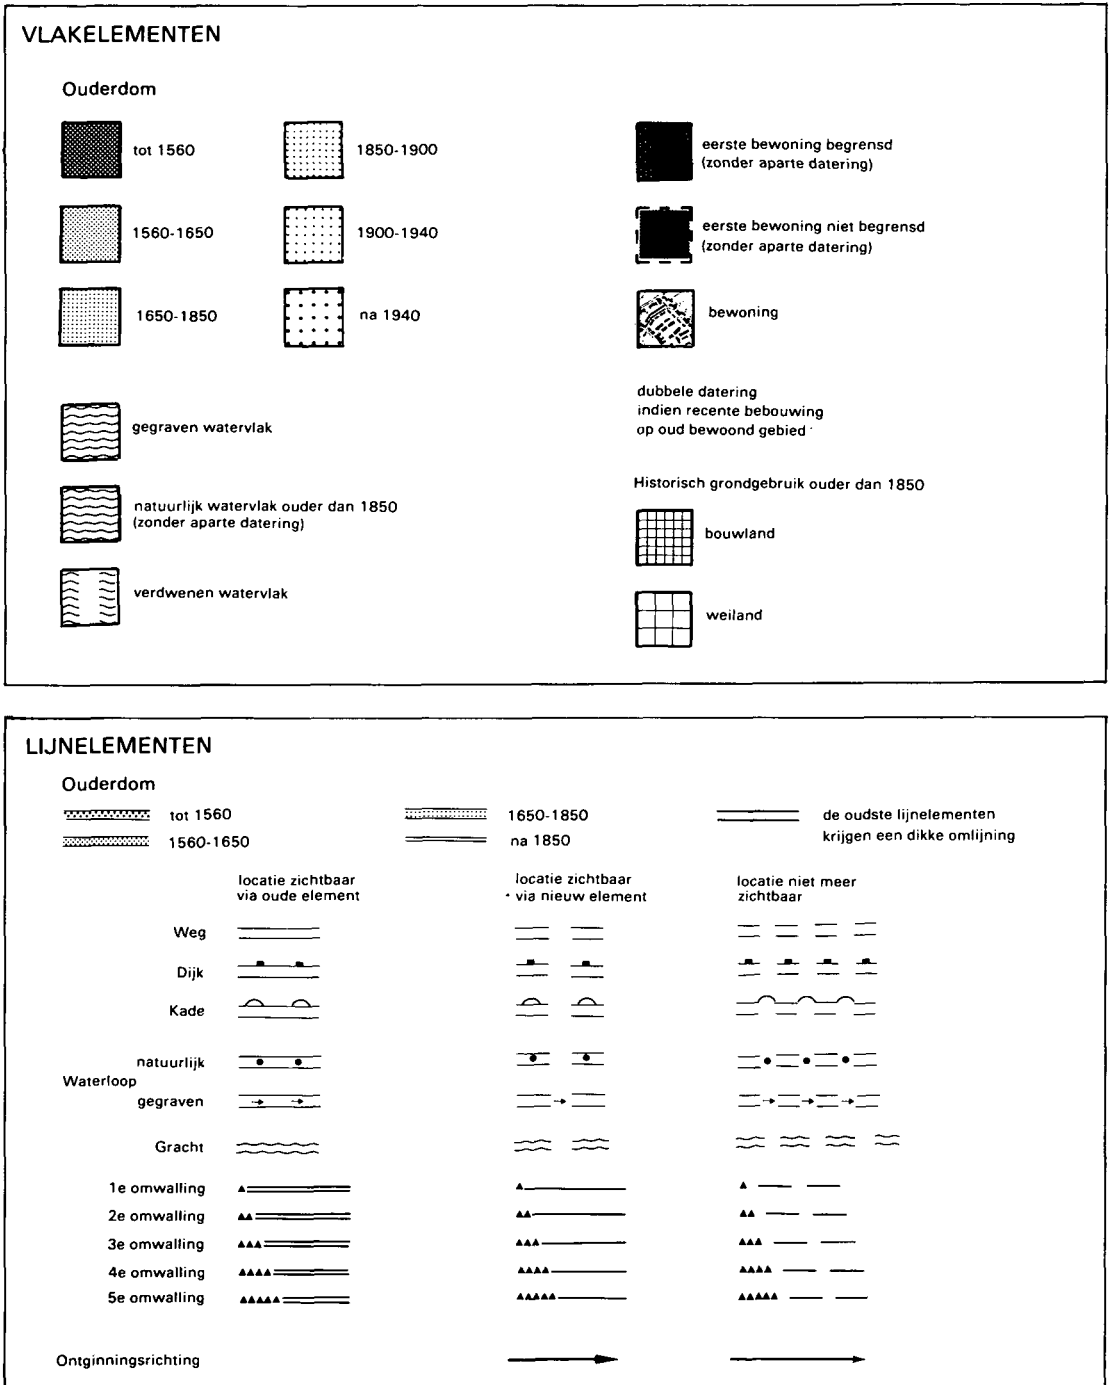 VLAKELEMENTEN
Ouderdom
tot 1560
1560-1650
1650-1850
1850-1900
1900-1940
na 1940
gegraven watervlak
natuurlijk watervlak ouder dan 1850
(zonder aparte datering)
verdwenen watervlak
eerste bewoning begrensd
(zonder aparte datering)
eerste bewoning niet begrensd
(zonder aparte datering)
bewoning
dubbele datering
indien recente bebouwing
op oud bewoond gebied
Historisch grondgebruik ouder dan 1850
bouwland
weiland
LIJNELEMENTEN
Ouderdom
tot 1560
1560-1650
1650-1850
na 1850
de oudste lijnelementen
krijgen een dikke omlijning
locatie zichtbaar
via oude element
locatie zichtbaar
via nieuw element
locatie niet meer
zichtbaar
Weg
Dijk
Kade
natuurlijk
Waterloop
gegraven
Gracht
1e omwalling
2e omwalling
3e omwalling
4e omwalling
5e omwalling
Ontginningsrichting